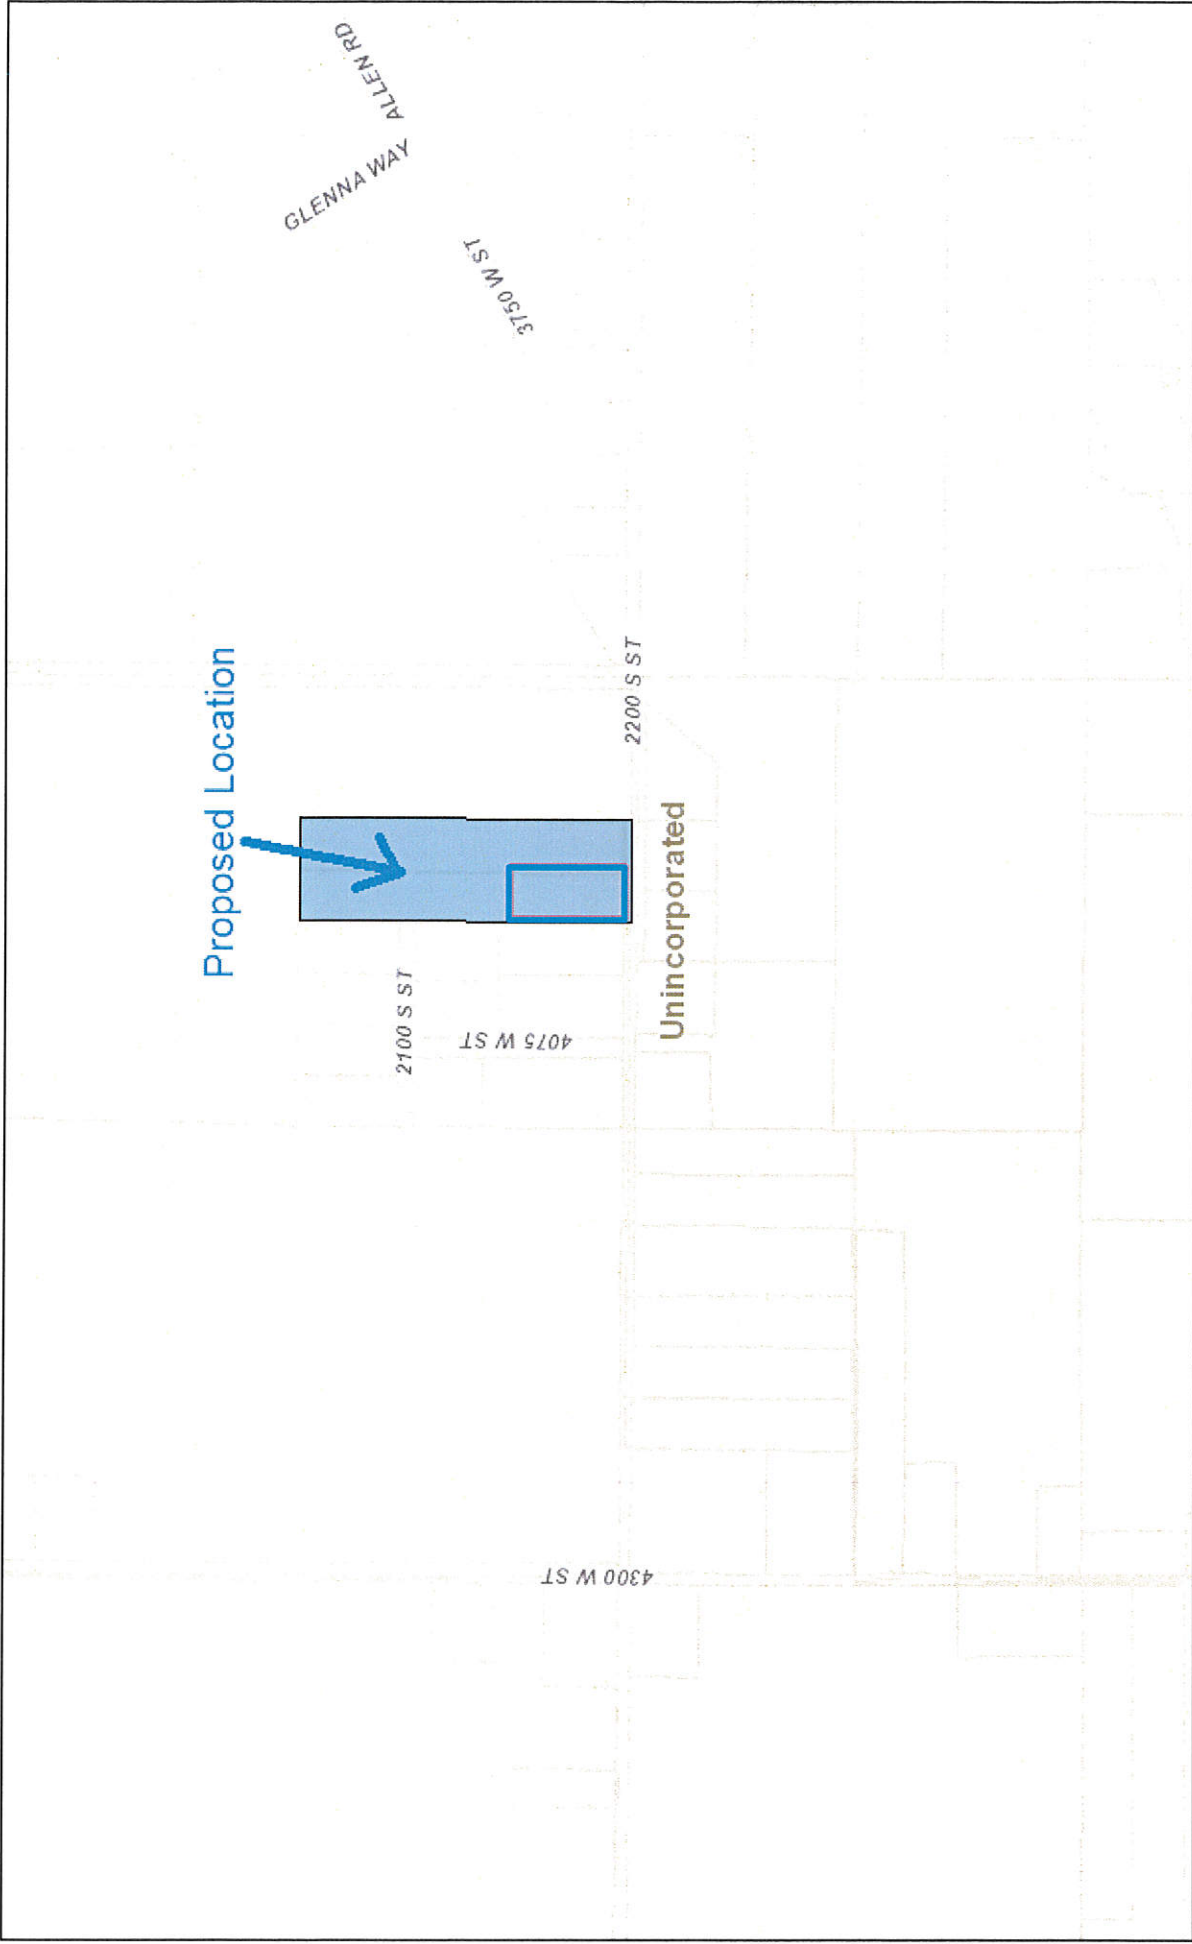 Proposed Location
ALLEN RD
GLENNA WAY
3750 W ST
2100 S ST
4075 W ST
2200 S ST
Unincorporated
4300 W ST